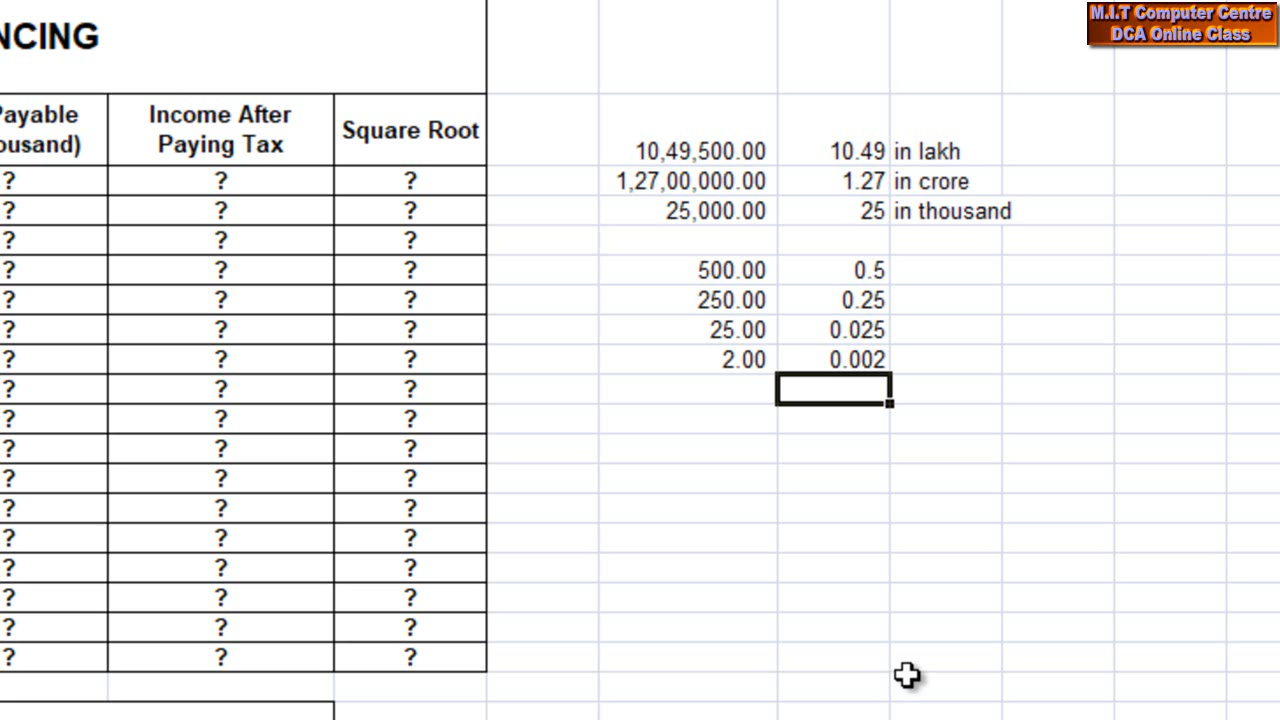 M.I.T Computer Centre
DCA Online Class
NCING
Payable
ousand)
Income After
Paying Tax
Square Root
10,49,500.00 10.49 in lakh
? ? ? 1,27,00,000.00 1.27 in crore
? ? ? 25,000.00 25 in thousand
? ? ?
? ? ? 500.00 0.5
? ? ? 250.00 0.25
? ? ? 25.00 0.025
? ? ? 2.00 0.002
? ? ?
? ? ?
? ? ?
? ? ?
? ? ?
? ? ?
? ? ?
? ? ?
? ? ?
? ? ?